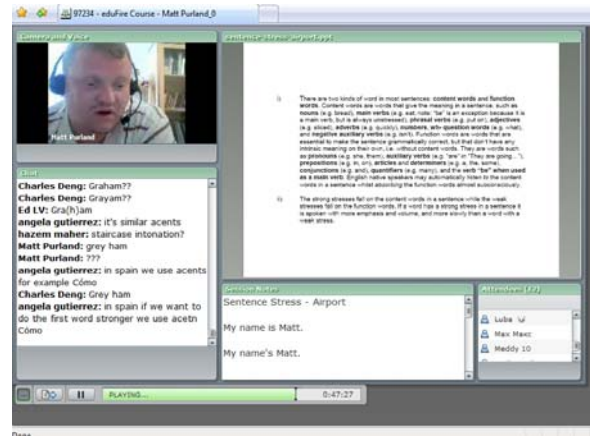 97234 - eduFire Course - Matt Purland_0
Camera and Voice
Matt Purland
Chat
Charles Deng: Graham??
Charles Deng: Grayam??
Ed LV: Gra(h)am
angela gutierrez: it's similar acents
hazem maher: staircase intonation?
Matt Purland: grey ham
Matt Purland: ???
angela gutierrez: in spain we use acents
for example Cómo
Charles Deng: Grey ham
angela gutierrez: in spain if we want to
do the first word stronger we use acetn
Cómo
sentence stress - airport.ppt
i) There are two kinds of word in most sentences: content words and function
words. Content words are words that give the meaning in a sentence, such as
nouns (e.g. bread), main verbs (e.g. eat, note: "be" is an exception because it is
a main verb, but is always unstressed), phrasal verbs (e.g. put on), adjectives
(e.g. sliced), adverbs (e.g. quickly), numbers, wh-question words (e.g. what),
and negative verbs (e.g. isn't). Function words are words that are
essential to make the sentence grammatically correct, but that don't have any
intrinsic meaning on their own, i.e. without content words. They are words such
as pronouns (e.g. she, them), auxiliary verbs (e.g. "are" in "They are going..."),
prepositions (e.g. in, on), articles and determiners (e.g. a, the, some),
conjunctions (e.g. and), quantifiers (e.g. many), and the verb "be" when used
as a main verb. English native speakers may automatically listen to the content
words in a sentence whilst absorbing the function words almost subconsciously.
ii) The strong stresses fall on the content words in a sentence while the weak
stresses fall on the function words. If a word has a strong stress in a sentence it
is spoken with more emphasis and volume, and more slowly than a word with a
weak stress.
Session Notes
Sentence Stress - Airport
My name is Matt.
My name's Matt.
Attendees
Luba
Max Макс
Meddy 10
PLAYING...
0:47:27
Done